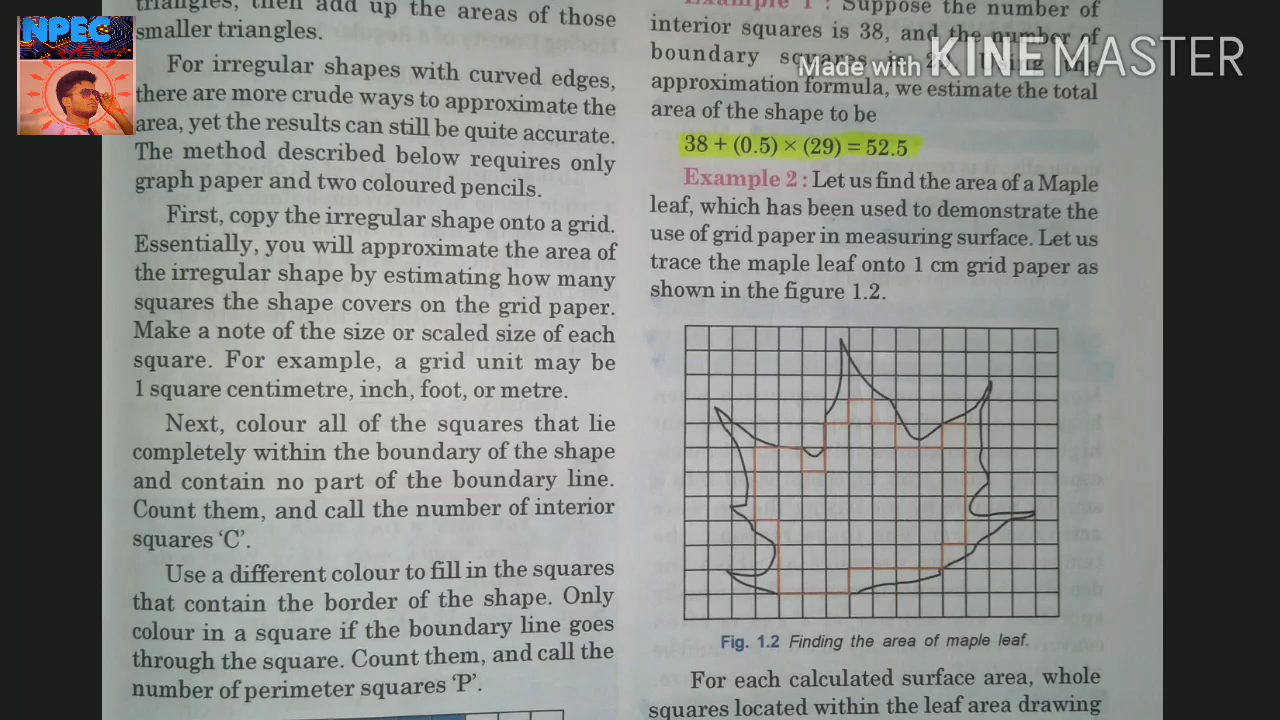 NPEC
Made with KINEMASTER
triangles, then add up the areas of those
smaller triangles.
For irregular shapes with curved edges,
there are more crude ways to approximate the
area, yet the results can still be quite accurate.
The method described below requires only
graph paper and two coloured pencils.
First, copy the irregular shape onto a grid.
Essentially, you will approximate the area of
the irregular shape by estimating how many
squares the shape covers on the grid paper.
Make a note of the size or scaled size of each
square. For example, a grid unit may be
1 square centimetre, inch, foot, or metre.
Next, colour all of the squares that lie
completely within the boundary of the shape
and contain no part of the boundary line.
Count them, and call the number of interior
squares ‘C’.
Use a different colour to fill in the squares
that contain the border of the shape. Only
colour in a square if the boundary line goes
through the square. Count them, and call the
number of perimeter squares ‘P’.
Example 1 : Suppose the number of
interior squares is 38, and the number of
boundary squares is the
approximation formula, we estimate the total
area of the shape to be
38 + (0.5) × (29) = 52.5
Example 2 : Let us find the area of a Maple
leaf, which has been used to demonstrate the
use of grid paper in measuring surface. Let us
trace the maple leaf onto 1 cm grid paper as
shown in the figure 1.2.
Fig. 1.2 Finding the area of maple leaf.
For each calculated surface area, whole
squares located within the leaf area drawing